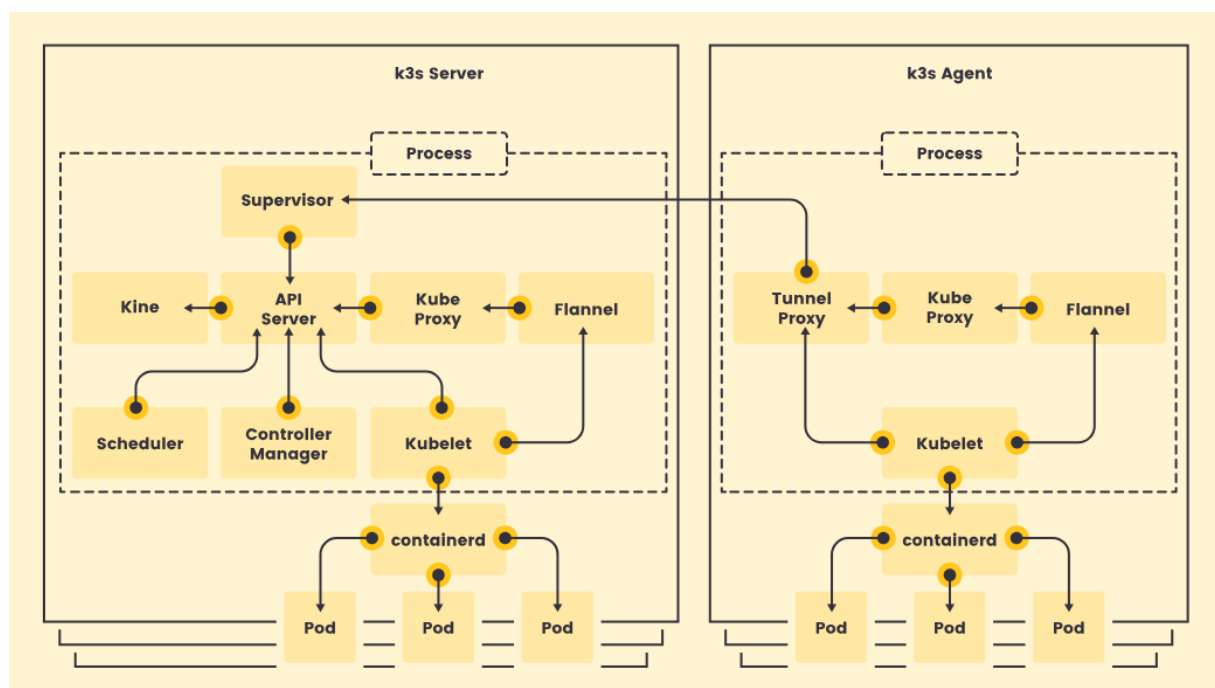 k3s Server
k3s Agent
Process
Process
Supervisor
Kine
API
Server
Kube
Proxy
Flannel
Tunnel
Proxy
Kube
Proxy
Flannel
Scheduler
Controller
Manager
Kubelet
Kubelet
containerd
containerd
Pod
Pod
Pod
Pod
Pod
Pod